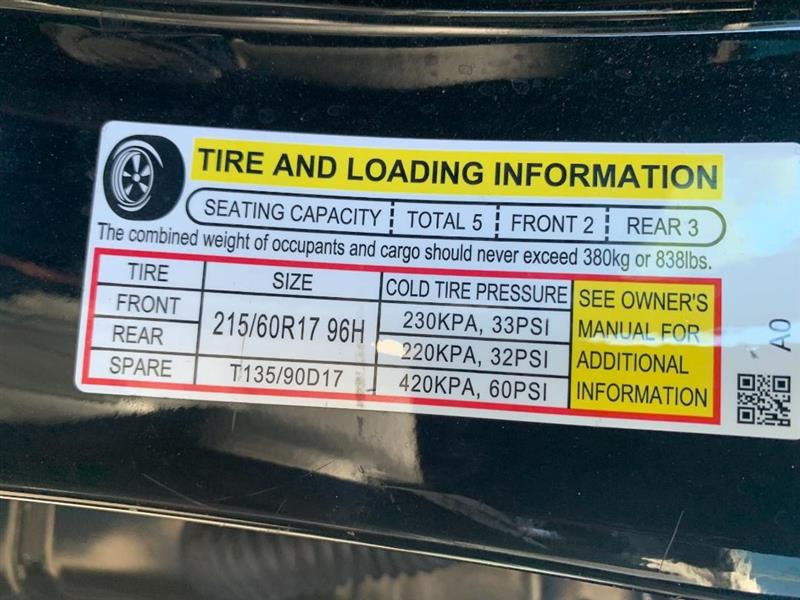 TIRE AND LOADING INFORMATION
SEATING CAPACITY TOTAL 5 FRONT 2 REAR 3
The combined weight of occupants and cargo should never exceed 380kg or 838lbs.
TIRE SIZE COLD TIRE PRESSURE
FRONT 215/60R17 96H 230KPA, 33PSI
REAR 220KPA, 32PSI
SPARE T135/90D17 420KPA, 60PSI
SEE OWNER'S
MANUAL FOR
ADDITIONAL
INFORMATION
A0